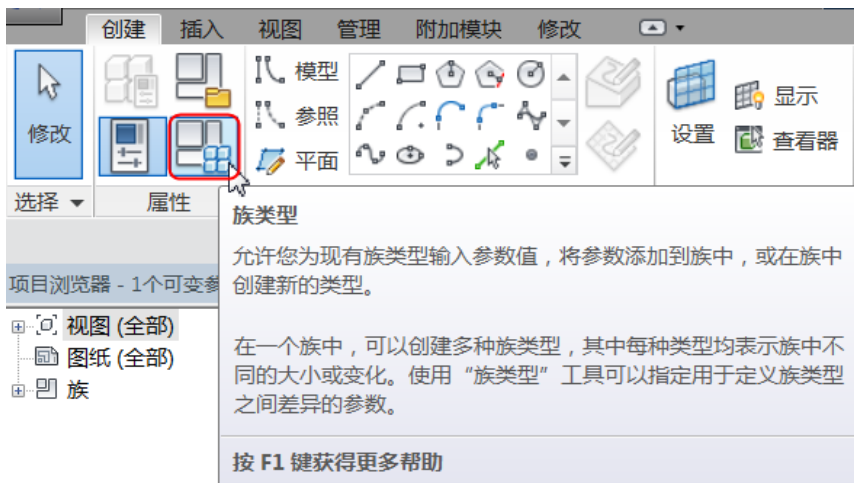 创建 插入 视图 管理 附加模块 修改
模型
参照
平面
修改
设置
显示
查看器
选择 属性
族类型
允许您为现有族类型输入参数值，将参数添加到族中，或在族中
创建新的类型。
在一个族中，可以创建多种族类型，其中每种类型均表示族中不
同的大小或变化。使用“族类型”工具可以指定用于定义族类型
之间差异的参数。
按 F1 键获得更多帮助
项目浏览器 - 1个可变参
视图 (全部)
图纸 (全部)
族